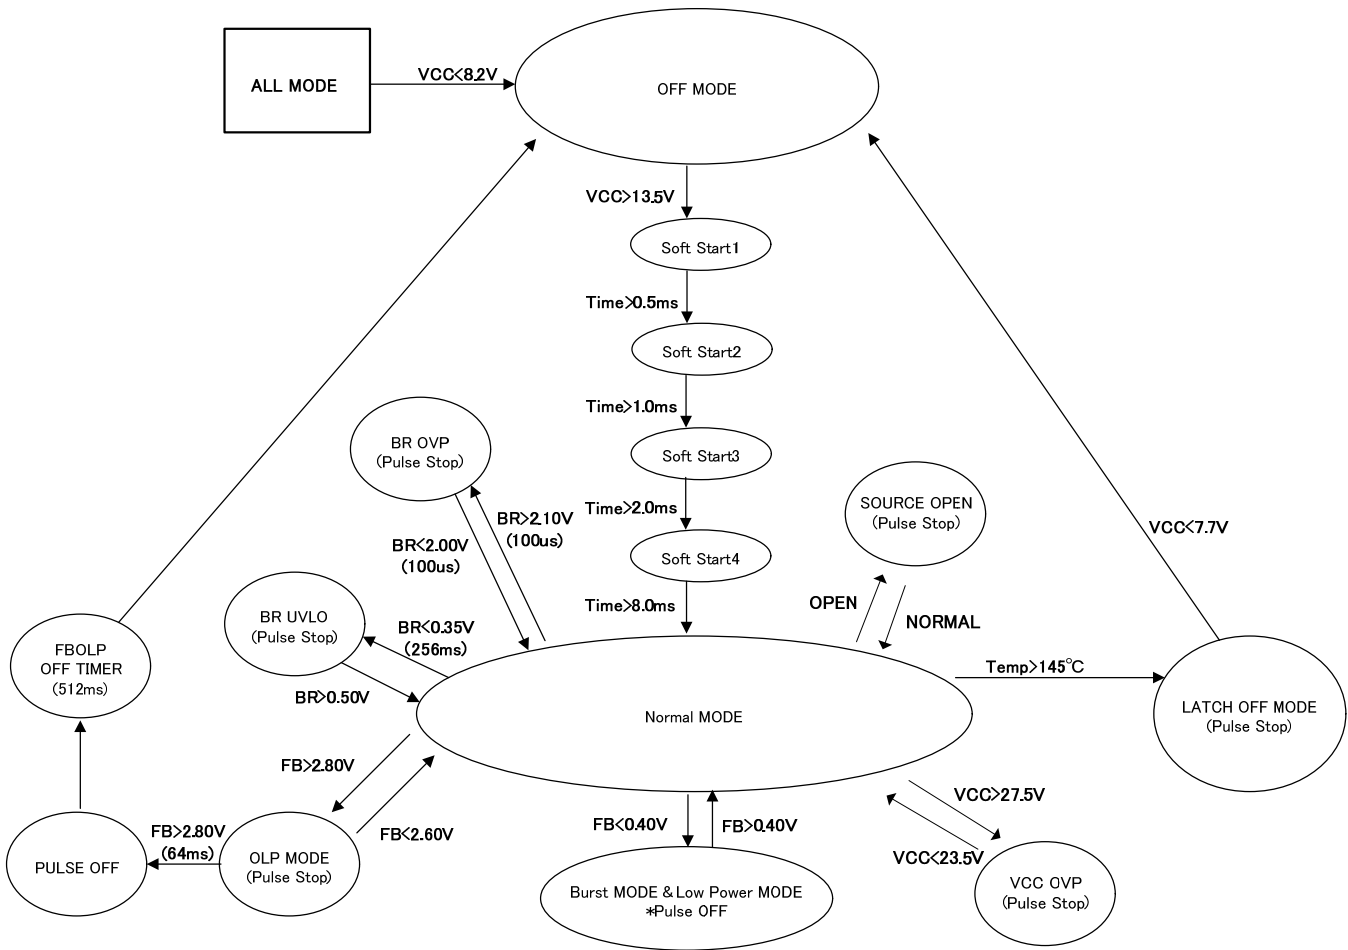 ALL MODE
VCC<8.2V
OFF MODE
VCC>13.5V
Soft Start1
Time>0.5ms
Soft Start2
Time>1.0ms
Soft Start3
Time>2.0ms
Soft Start4
Time>8.0ms
BR OVP
(Pulse Stop)
BR>2.10V
(100us)
BR<2.00V
(100us)
SOURCE OPEN
(Pulse Stop)
OPEN
NORMAL
VCC<7.7V
BR UVLO
(Pulse Stop)
BR<0.35V
(256ms)
BR>0.50V
FBOLP
OFF TIMER
(512ms)
Temp>145℃
LATCH OFF MODE
(Pulse Stop)
Normal MODE
FB>2.80V
FB<2.60V
FB>2.80V
(64ms)
PULSE OFF
OLP MODE
(Pulse Stop)
FB<0.40V
FB>0.40V
Burst MODE & Low Power MODE
*Pulse OFF
VCC>27.5V
VCC<23.5V
VCC OVP
(Pulse Stop)